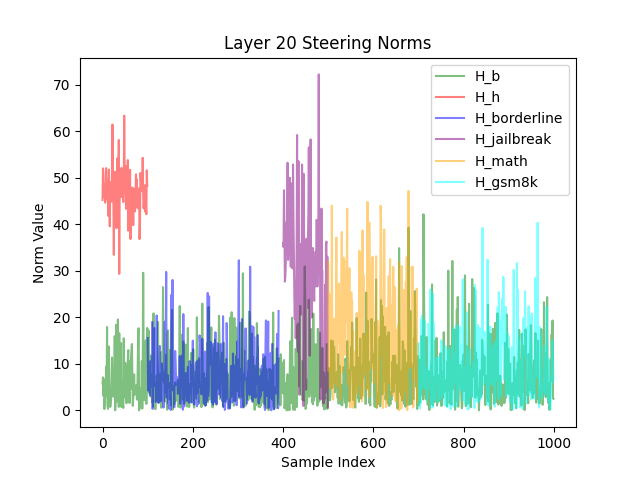 Layer 20 Steering Norms
Norm Value
70
60
50
40
30
20
10
0
H_b
H_h
H_borderline
H_jailbreak
H_math
H_gsm8k
0
200
400
600
800
1000
Sample Index